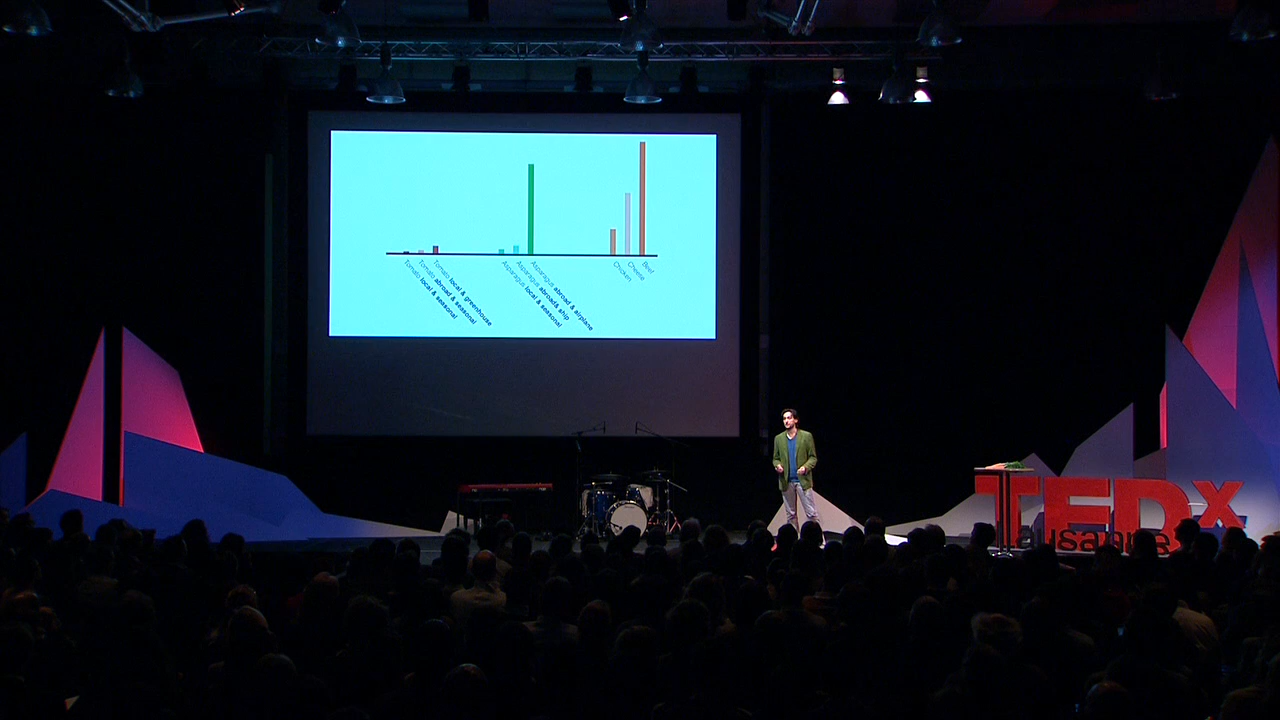 Tomato local & seasonal
Tomato abroad & seasonal
Tomato local & greenhouse
Asparagus local & seasonal
Asparagus abroad& ship
Asparagus abroad & airplane
Chicken
Cheese
Beef
TEDx
Lausanne